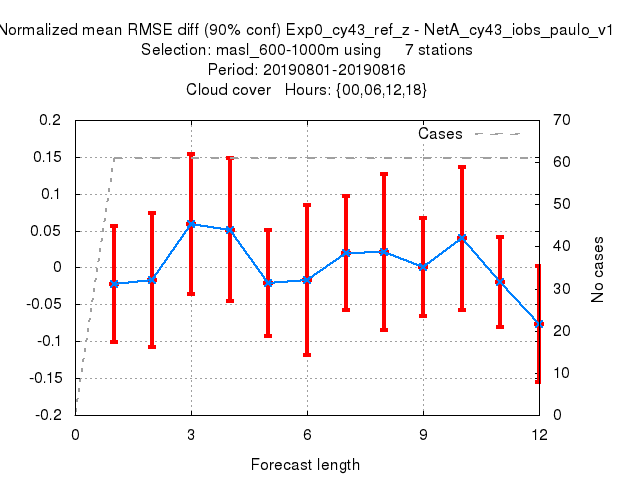 Normalized mean RMSE diff (90% conf) Exp0_cy43_ref_z - NetA_cy43_iobs_paulo_v1
Selection: masl_600-1000m using 7 stations
Period: 20190801-20190816
Cloud cover Hours: {00,06,12,18}
Cases
0.2
0.15
0.1
0.05
0
-0.05
-0.1
-0.15
-0.2
70
60
50
40
30
20
10
0
No cases
0 3 6 9 12
Forecast length